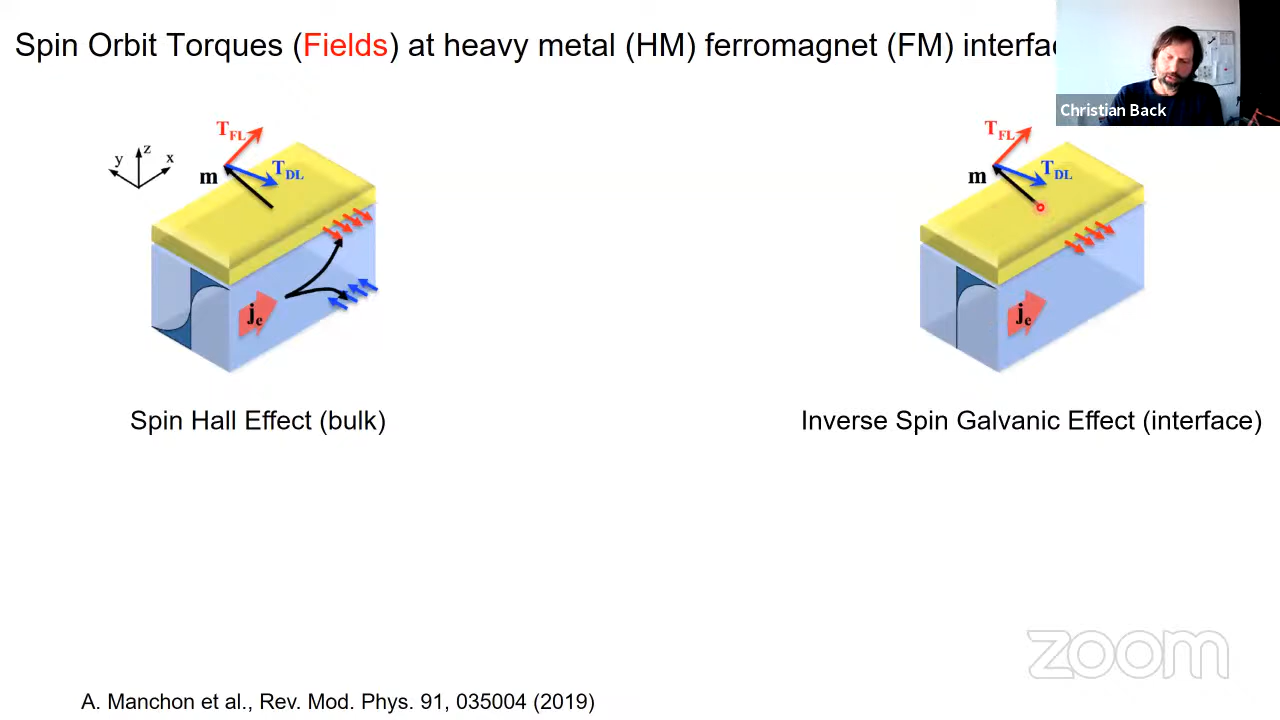 Spin Orbit Torques (Fields) at heavy metal (HM) ferromagnet (FM)
Christian Back
T_FL
T_DL
m
z
y
x
j_e
Spin Hall Effect (bulk)
T_FL
T_DL
m
j_e
Inverse Spin Galvanic Effect (interface)
zoom
A. Manchon et al., Rev. Mod. Phys. 91, 035004 (2019)